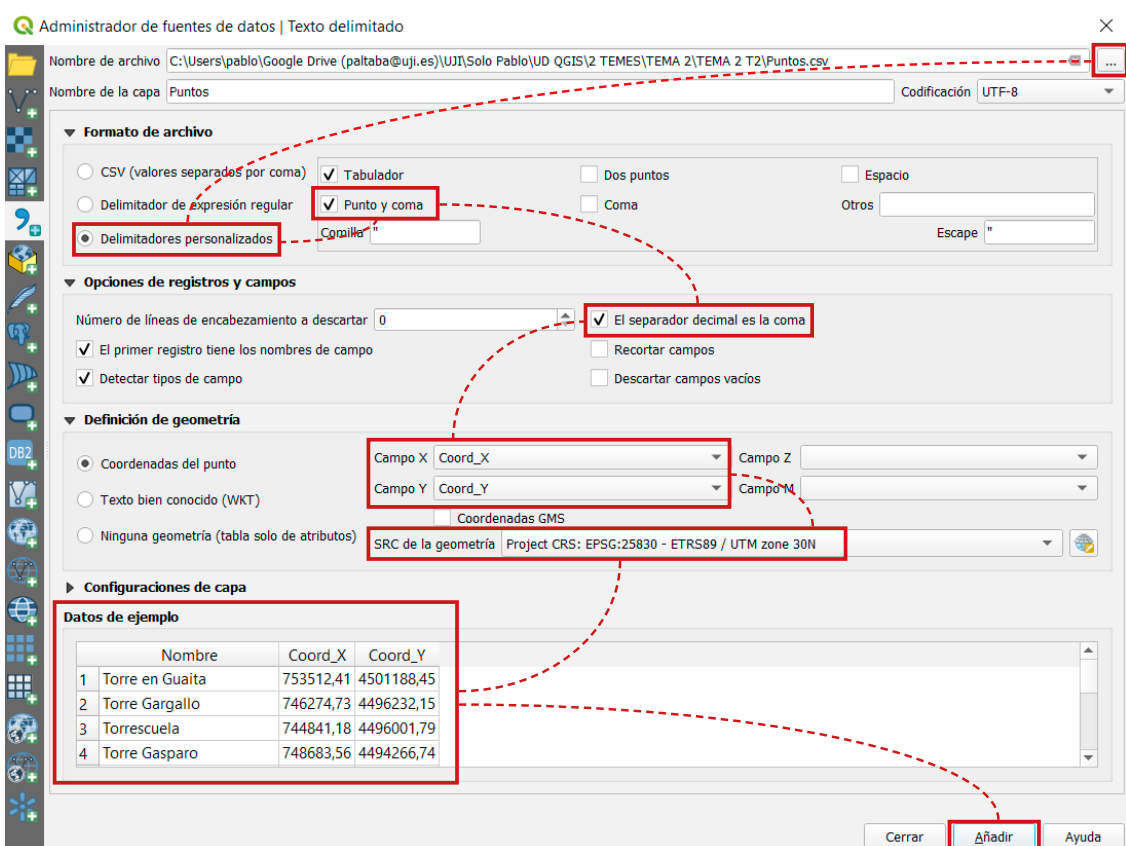 Administrador de fuentes de datos | Texto delimitado
Nombre de archivo C:\Users\pablo\Google Drive (paltaba@uji.es)\UJI\Solo Pablo\UD QGIS\2 TEMES\TEMA 2\TEMA 2 T2\Puntos.csv ...
Nombre de la capa Puntos Codificación UTF-8
Formato de archivo
CSV (valores separados por coma) Tabulador Dos puntos Espacio
Delimitador de expresión regular Punto y coma Coma Otros
Delimitadores personalizados Comilla " Escape "
Opciones de registros y campos
Número de líneas de encabezamiento a descartar 0 El separador decimal es la coma
El primer registro tiene los nombres de campo Recortar campos
Detectar tipos de campo Descartar campos vacíos
Definición de geometría
Coordenadas del punto Campo X Coord_X Campo Z
Texto bien conocido (WKT) Campo Y Coord_Y Campo M
Coordenadas GMS
Ninguna geometría (tabla solo de atributos) SRC de la geometría Project CRS: EPSG:25830 - ETRS89 / UTM zone 30N
Configuraciones de capa
Datos de ejemplo
Nombre Coord_X Coord_Y
1 Torre en Guaita 753512,41 4501188,45
2 Torre Gargallo 746274,73 4496232,15
3 Torrescuela 744841,18 4496001,79
4 Torre Gasparo 748683,56 4494266,74
DB2
Cerrar Añadir Ayuda